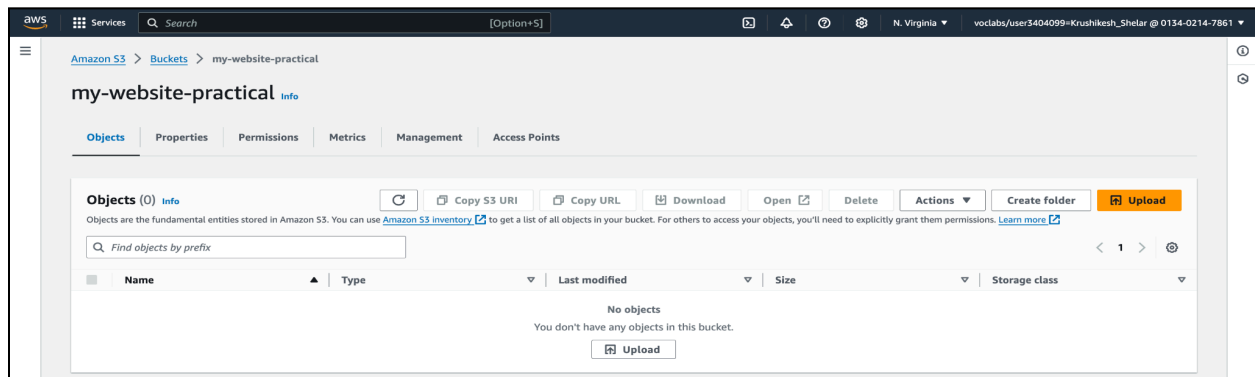 aws Services Search [Option+S] N. Virginia ▼ voclabs/user3404099=Krushikesh_Shelar @ 0134-0214-7861 ▼
Amazon S3 > Buckets > my-website-practical
my-website-practical Info
Objects Properties Permissions Metrics Management Access Points
Objects (0) Info Copy S3 URI Copy URL Download Open Delete Actions ▼ Create folder Upload
Objects are the fundamental entities stored in Amazon S3. You can use Amazon S3 inventory to get a list of all objects in your bucket. For others to access your objects, you'll need to explicitly grant them permissions. Learn more
Find objects by prefix < 1 >
Name Type Last modified Size Storage class
No objects
You don't have any objects in this bucket.
Upload